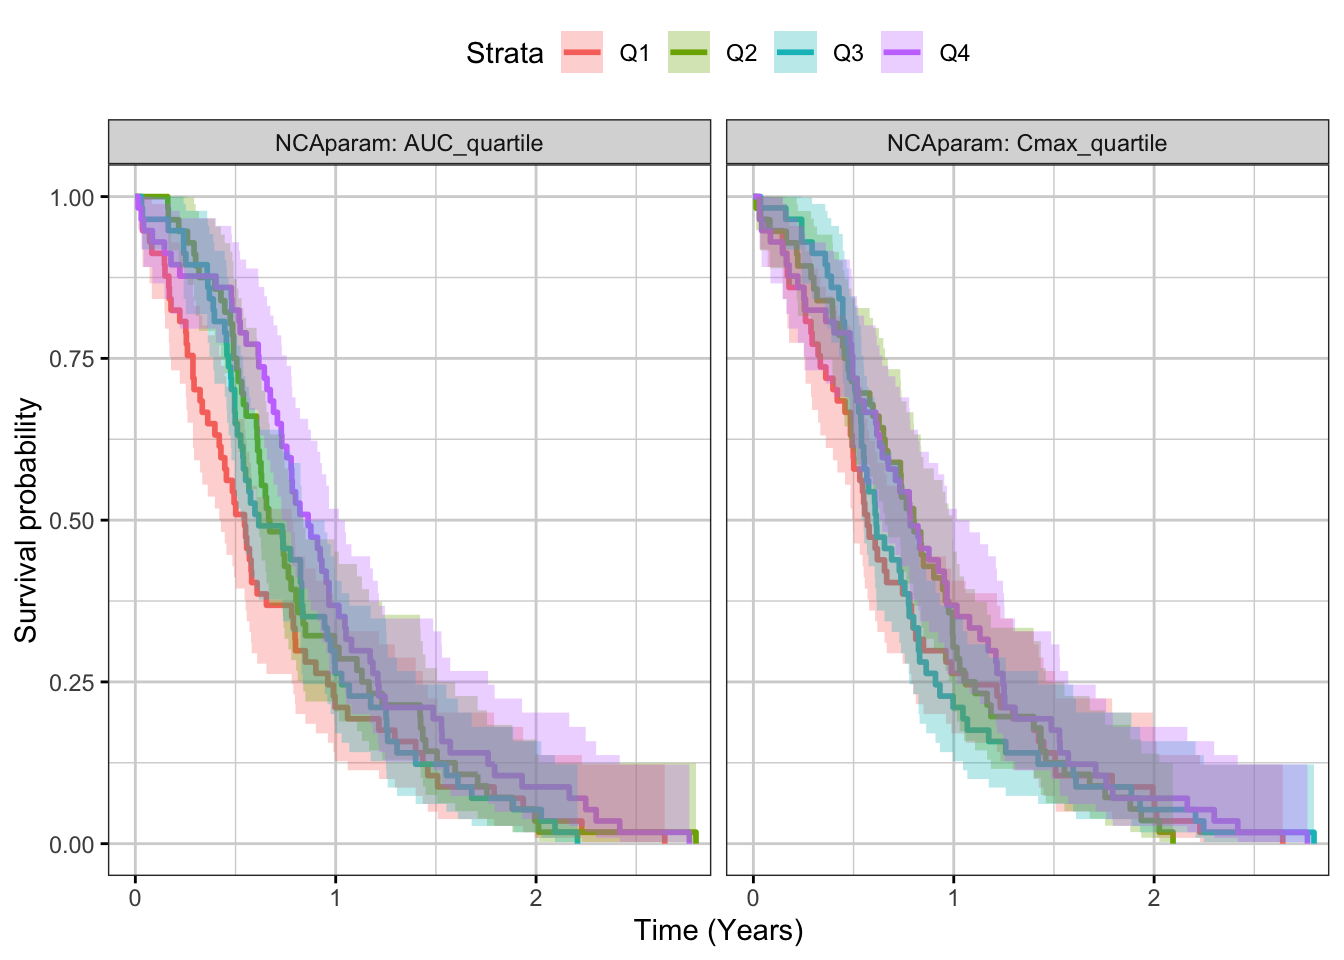 Strata Q1 Q2 Q3 Q4
NCAparam: AUC_quartile NCAparam: Cmax_quartile
1.00
0.75
0.50
0.25
0.00
Survival probability
0 1 2 0 1 2
Time (Years)